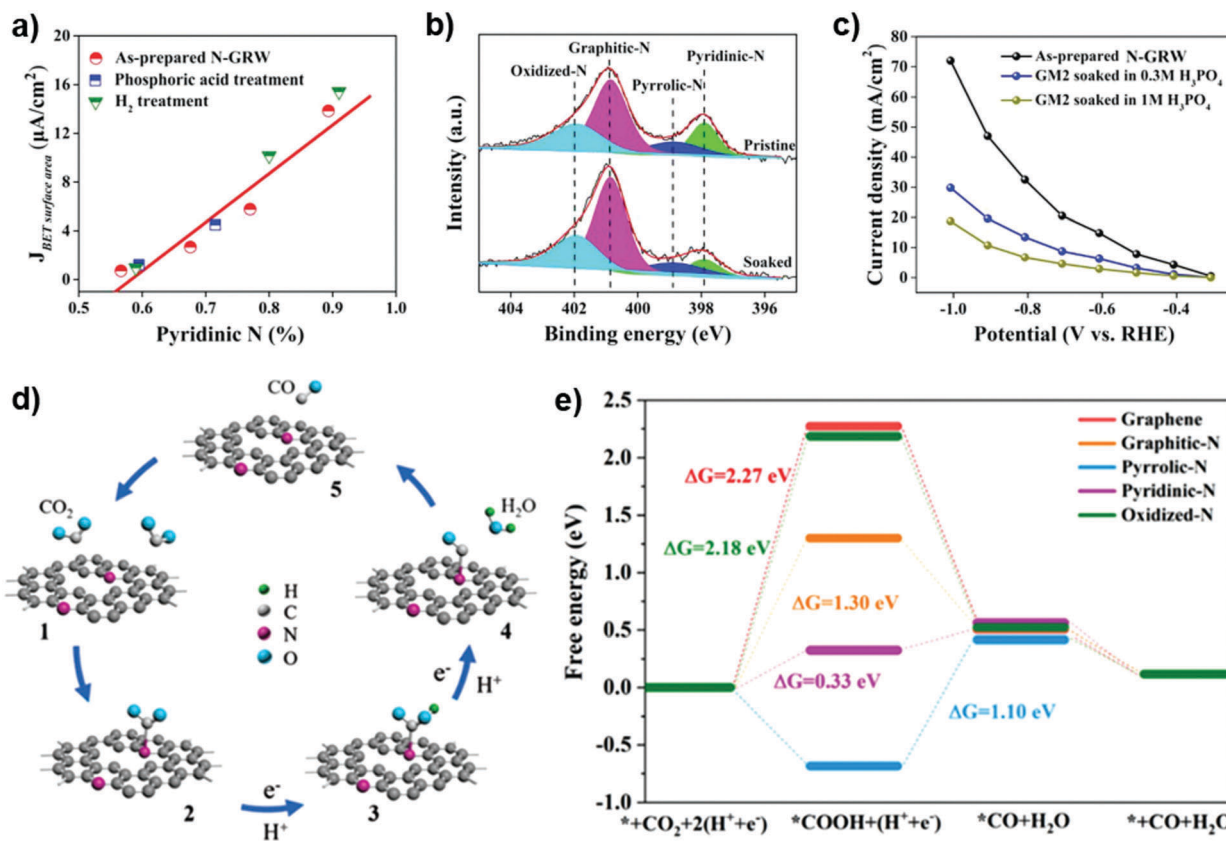 a)
As-prepared N-GRW
Phosphoric acid treatment
H2 treatment
J BET surface area (μA/cm2)
20
16
12
8
4
0
0.5 0.6 0.7 0.8 0.9 1.0
Pyridinic N (%)
b)
Graphitic-N
Oxidized-N
Pyridinic-N
Pyrrolic-N
Pristine
Soaked
Intensity (a.u.)
404 402 400 398 396
Binding energy (eV)
c)
As-prepared N-GRW
GM2 soaked in 0.3M H3PO4
GM2 soaked in 1M H3PO4
Current density (mA/cm2)
80
70
60
50
40
30
20
10
0
-1.0 -0.8 -0.6 -0.4
Potential (V vs. RHE)
d)
CO
5
CO2
H2O
H
C
N
O
1
4
e-
H+
2
e-
H+
3
e)
Graphene
Graphitic-N
Pyrrolic-N
Pyridinic-N
Oxidized-N
Free energy (eV)
2.5
2.0
1.5
1.0
0.5
0.0
-0.5
-1.0
ΔG=2.27 eV
ΔG=2.18 eV
ΔG=1.30 eV
ΔG=0.33 eV
ΔG=1.10 eV
*+CO2+2(H++e-) *COOH+(H++e-) *CO+H2O *+CO+H2O